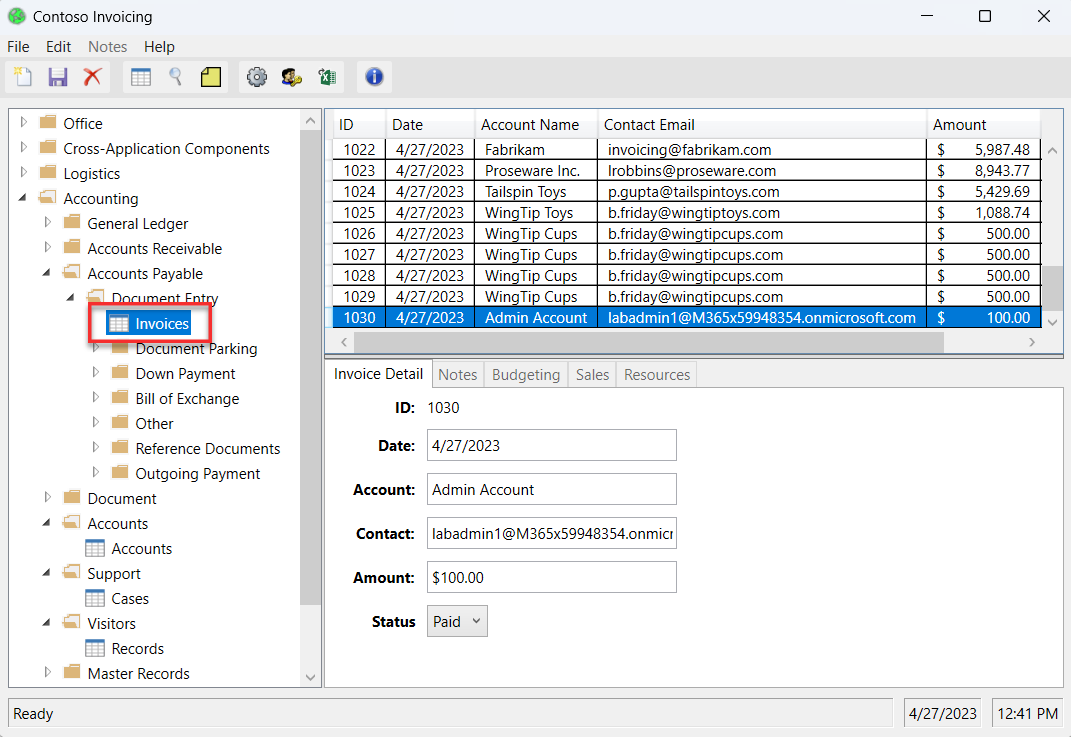 Contoso Invoicing
File Edit Notes Help
Office
Cross-Application Components
Logistics
Accounting
General Ledger
Accounts Receivable
Accounts Payable
Document Entry
Invoices
Document Parking
Down Payment
Bill of Exchange
Other
Reference Documents
Outgoing Payment
Document
Accounts
Accounts
Support
Cases
Visitors
Records
Master Records
ID Date Account Name Contact Email Amount
1022 4/27/2023 Fabrikam invoicing@fabrikam.com $ 5,987.48
1023 4/27/2023 Proseware Inc. lrobbins@proseware.com $ 8,943.77
1024 4/27/2023 Tailspin Toys p.gupta@tailspintoys.com $ 5,429.69
1025 4/27/2023 WingTip Toys b.friday@wingtiptoys.com $ 1,088.74
1026 4/27/2023 WingTip Cups b.friday@wingtipcups.com $ 500.00
1027 4/27/2023 WingTip Cups b.friday@wingtipcups.com $ 500.00
1028 4/27/2023 WingTip Cups b.friday@wingtipcups.com $ 500.00
1029 4/27/2023 WingTip Cups b.friday@wingtipcups.com $ 500.00
1030 4/27/2023 Admin Account labadmin1@M365x59948354.onmicrosoft.com $ 100.00
Invoice Detail Notes Budgeting Sales Resources
ID: 1030
Date: 4/27/2023
Account: Admin Account
Contact: labadmin1@M365x59948354.onmicr
Amount: $100.00
Status Paid
Ready 4/27/2023 12:41 PM